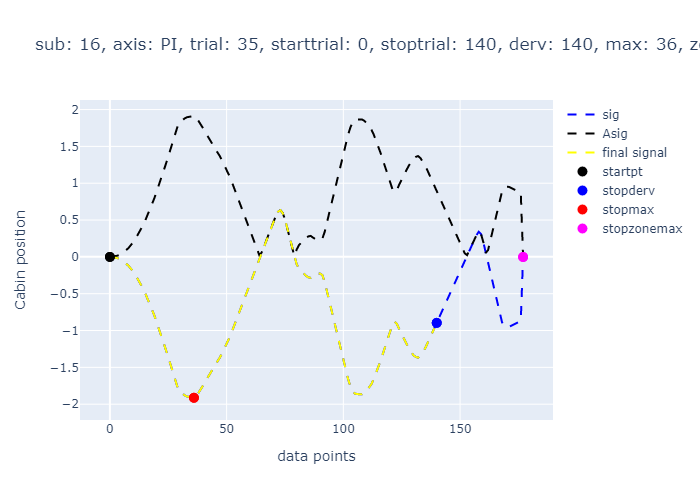 sub: 16, axis: PI, trial: 35, starttrial: 0, stoptrial: 140, derv: 140, max: 36,
2
1.5
1
0.5
0
−0.5
−1
−1.5
−2
0
50
100
150
Cabin position
data points
sig
Asig
final signal
startpt
stopderv
stopmax
stopzonemax